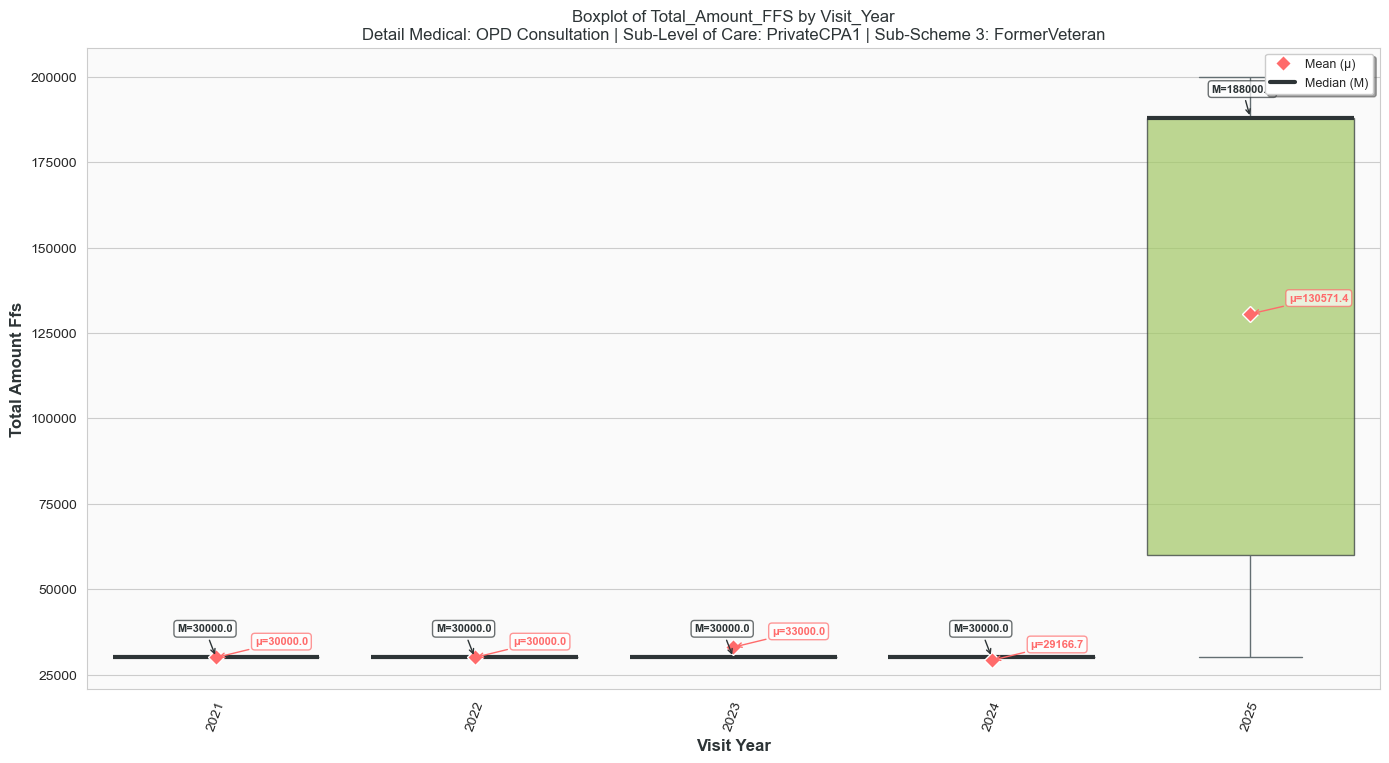 Boxplot of Total_Amount_FFS by Visit_Year
Detail Medical: OPD Consultation | Sub-Level of Care: PrivateCPA1 | Sub-Scheme 3: FormerVeteran
Mean (μ)
Median (M)
Total Amount Ffs
200000
175000
150000
125000
100000
75000
50000
25000
M=188000.
μ=130571.4
M=30000.0
μ=30000.0
M=30000.0
μ=30000.0
M=30000.0
μ=33000.0
M=30000.0
μ=29166.7
2021
2022
2023
2024
2025
Visit Year